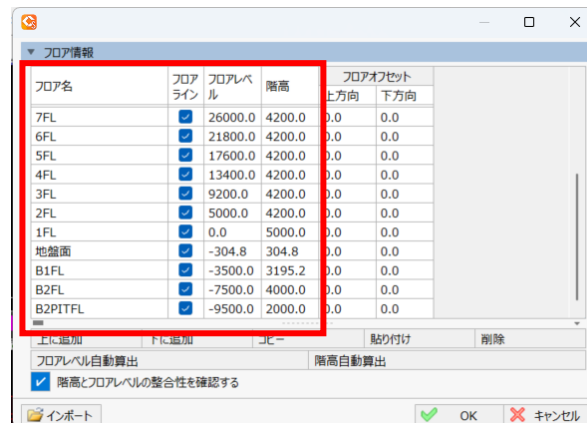 フロア情報
フロア名 フロアライン フロアレベル 階高 フロアオフセット
上方向 下方向
7FL 26000.0 4200.0 0.0 0.0
6FL 21800.0 4200.0 0.0 0.0
5FL 17600.0 4200.0 0.0 0.0
4FL 13400.0 4200.0 0.0 0.0
3FL 9200.0 4200.0 0.0 0.0
2FL 5000.0 4200.0 0.0 0.0
1FL 0.0 5000.0 0.0 0.0
地盤面 -304.8 304.8 0.0 0.0
B1FL -3500.0 3195.2 0.0 0.0
B2FL -7500.0 4000.0 0.0 0.0
B2PITFL -9500.0 2000.0 0.0 0.0
上に追加 下に追加 コピー 貼り付け 削除
フロアレベル自動算出 階高自動算出
階高とフロアレベルの整合性を確認する
インポート OK キャンセル